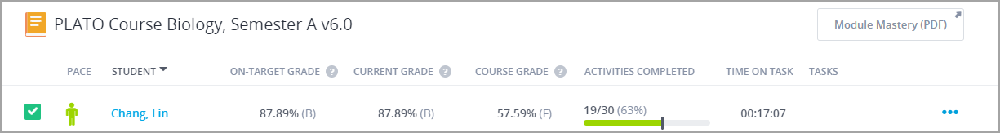 PLATO Course Biology, Semester A v6.0
Module Mastery (PDF)
PACE STUDENT ON-TARGET GRADE ? CURRENT GRADE ? COURSE GRADE ? ACTIVITIES COMPLETED TIME ON TASK TASKS
Chang, Lin 87.89% (B) 87.89% (B) 57.59% (F) 19/30 (63%) 00:17:07